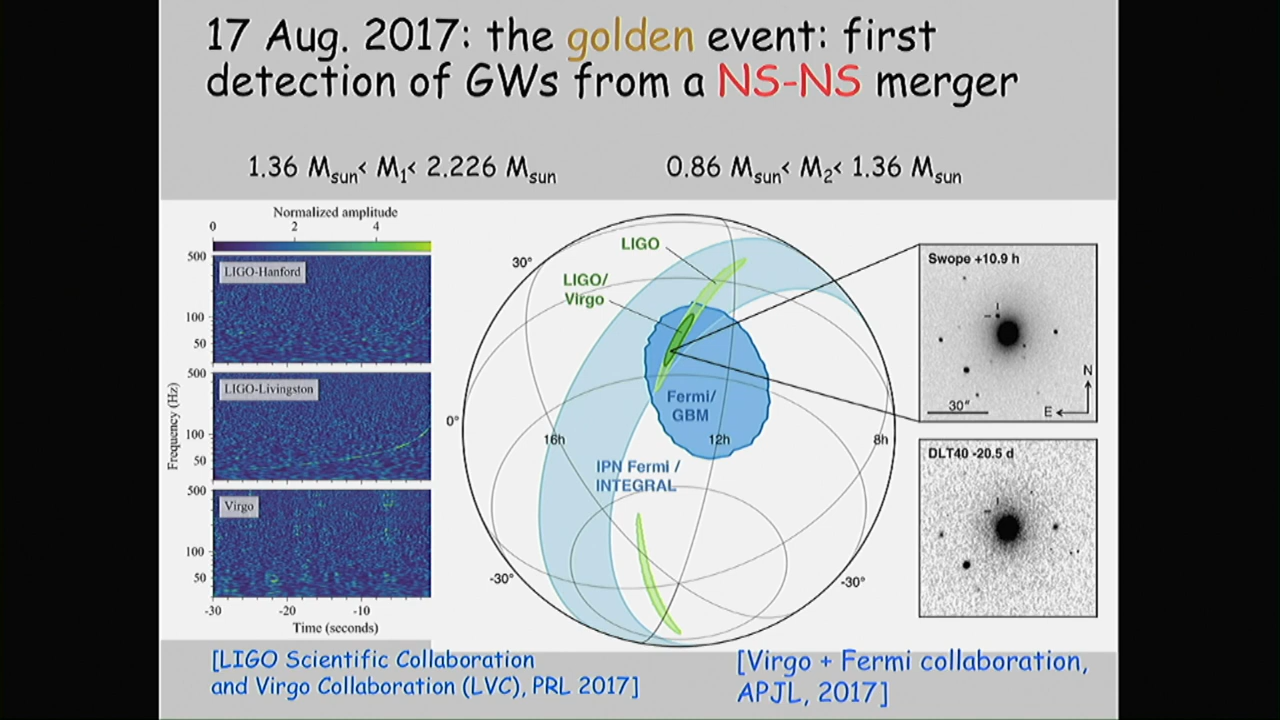 17 Aug. 2017: the golden event: first
detection of GWs from a NS-NS merger
1.36 Msun< M1< 2.226 Msun
0.86 Msun< M2< 1.36 Msun
Normalized amplitude
0 2 4
500
LIGO-Hanford
100
50
500
LIGO-Livingston
100
50
500
Virgo
100
50
Frequency (Hz)
-30 -20 -10
Time (seconds)
LIGO
30°
LIGO/
Virgo
Fermi/
GBM
0°
16h 12h 8h
IPN Fermi /
INTEGRAL
-30° -30°
Swope +10.9 h
N
30"
E
DLT40 -20.5 d
[LIGO Scientific Collaboration
and Virgo Collaboration (LVC), PRL 2017]
[Virgo + Fermi collaboration,
APJL, 2017]